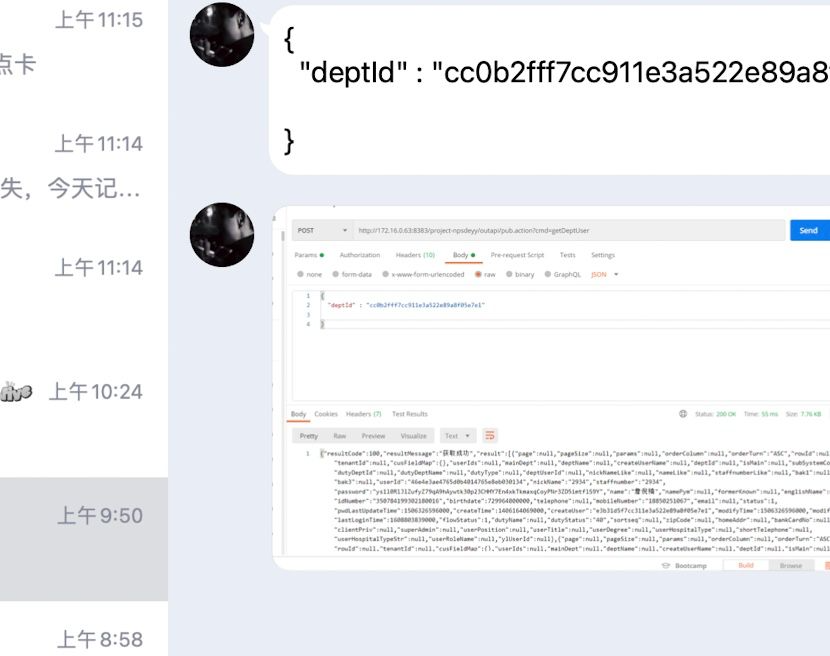 上午11:15
点卡
上午11:14
失，今天记...
上午11:14
上午10:24
上午9:50
上午8:58
{
"deptId" : "cc0b2fff7cc911e3a522e89a8f
}
POST
http://172.16.0.63:8383/project-npsdeyy/outapi/pub.action?cmd=getDeptUser
Send
Params Authorization Headers (10) Body Pre-request Script Tests Settings
none form-data x-www-form-urlencoded raw binary GraphQL JSON
1 {
2 "deptId" : "cc0b2fff7cc911e3a522e89a8f05e7e1"
3
4 }
Body Cookies Headers (7) Test Results Status: 200 OK Time: 55 ms Size: 7.76 KB
Pretty Raw Preview Visualize Text
1 {"resultCode":100,"resultMessage":"获取成功","result":[{"page":null,"pageSize":null,"params":null,"orderColumn":null,"orderTurn":"ASC","rowId":null
"tenantId":null,"cusFieldMap":{},"userIds":null,"mainDept":null,"deptName":null,"createUserName":null,"deptId":null,"isMain":null,"subSystemCo
"dutyDeptId":null,"dutyDeptName":null,"dutyType":null,"deptUserId":null,"nickNameLike":null,"nameLike":null,"staffnumberLike":null,"bak1":null
"bak3":null,"userId":"46e4e3ae4765d0b4014765e8eb030134","nickName":"2934","staffnumber":"2934",
"name":"詹
"namePyw":null,"formerKnown":null,"englishName":
"birthdate":729964800000,"telephone":null,"mobileNumber":"18850251067","email":null,"status":1,
"pwdLastUpdateTime":1506326596000,"createTime":1406164069000,"createUser":"e3b31d5f7cc311e3a522e89a8f05e7e1","modifyTime":1506326596000,"mod
"lastLoginTime":1608803839000,"flowStatus":1,"dutyName":null,"dutyStatus":"40","sortseq":null,"zipCode":null,"homeAddr":null,"bankCardNo":null
"clientPriv":null,"superAdmin":null,"userPosition":null,"userTitle":null,"userDegree":null,"userHospitalType":null,"shortTelephone":null,
"userHospitalTypeStr":null,"userRoleName":null,"ylUserId":null},{"page":null,"pageSize":null,"params":null,"orderColumn":null,"orderTurn":"ASC
"rowId":null,"tenantId":null,"cusFieldMap":{},"userIds":null,"mainDept":null,"deptName":null,"createUserName":null,"deptId":null,"isMain":null
Bootcamp Build Browse